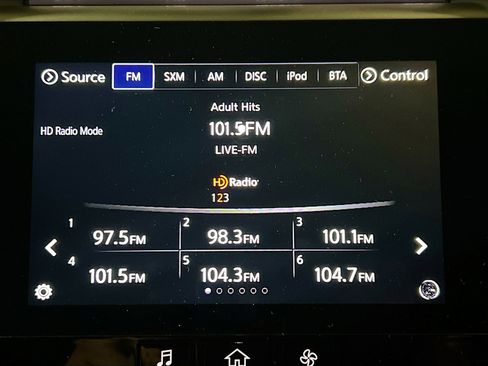 Source FM SXM AM DISC iPod BTA Control
Adult Hits
HD Radio Mode 101.5FM
LIVE-FM
HD Radio
123
1 97.5FM 2 98.3FM 3 101.1FM
4 101.5FM 5 104.3FM 6 104.7FM